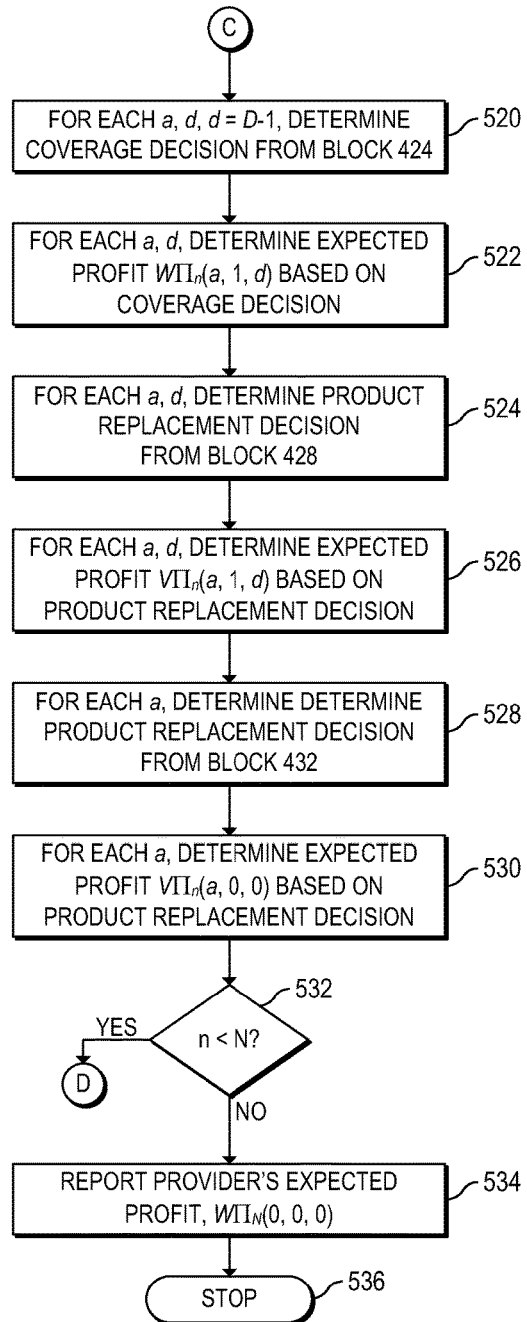 C
FOR EACH a, d, d = D-1, DETERMINE
COVERAGE DECISION FROM BLOCK 424
520
FOR EACH a, d, DETERMINE EXPECTED
PROFIT WΠn(a, 1, d) BASED ON
COVERAGE DECISION
522
FOR EACH a, d, DETERMINE PRODUCT
REPLACEMENT DECISION
FROM BLOCK 428
524
FOR EACH a, d, DETERMINE EXPECTED
PROFIT VΠn(a, 1, d) BASED ON
PRODUCT REPLACEMENT DECISION
526
FOR EACH a, DETERMINE DETERMINE
PRODUCT REPLACEMENT DECISION
FROM BLOCK 432
528
FOR EACH a, DETERMINE EXPECTED
PROFIT VΠn(a, 0, 0) BASED ON
PRODUCT REPLACEMENT DECISION
530
532
n < N?
YES
D
NO
REPORT PROVIDER'S EXPECTED
PROFIT, WΠN(0, 0, 0)
534
STOP
536